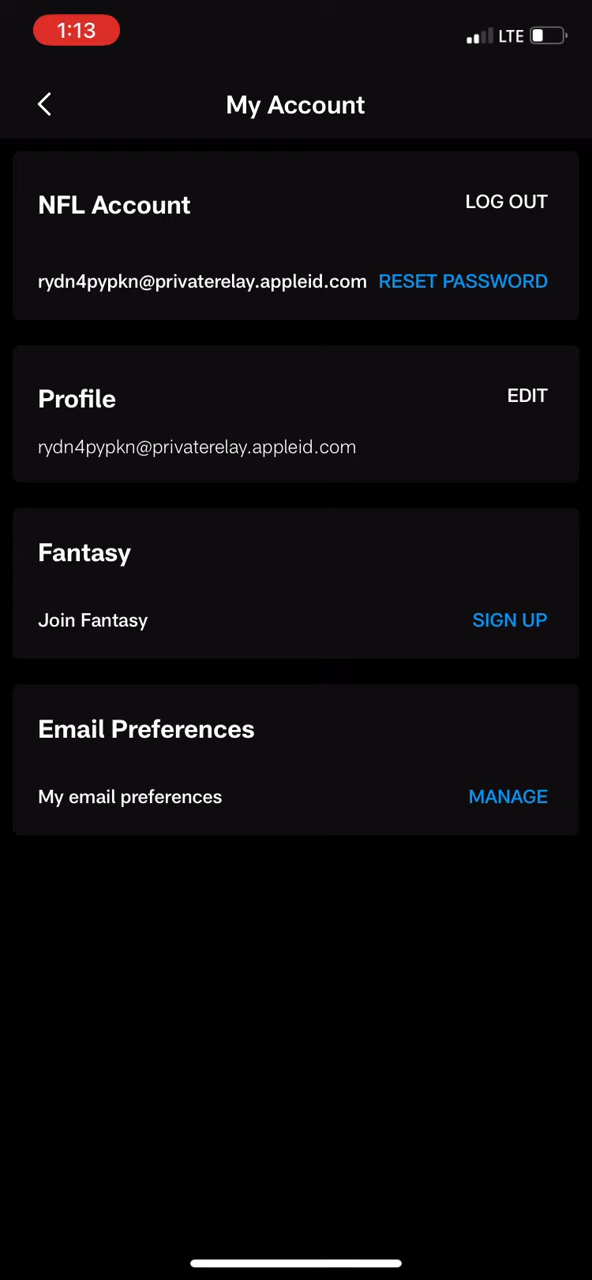 1:13
LTE
My Account
NFL Account
LOG OUT
rydn4pypkn@privaterelay.appleid.com RESET PASSWORD
Profile
EDIT
rydn4pypkn@privaterelay.appleid.com
Fantasy
Join Fantasy
SIGN UP
Email Preferences
My email preferences
MANAGE